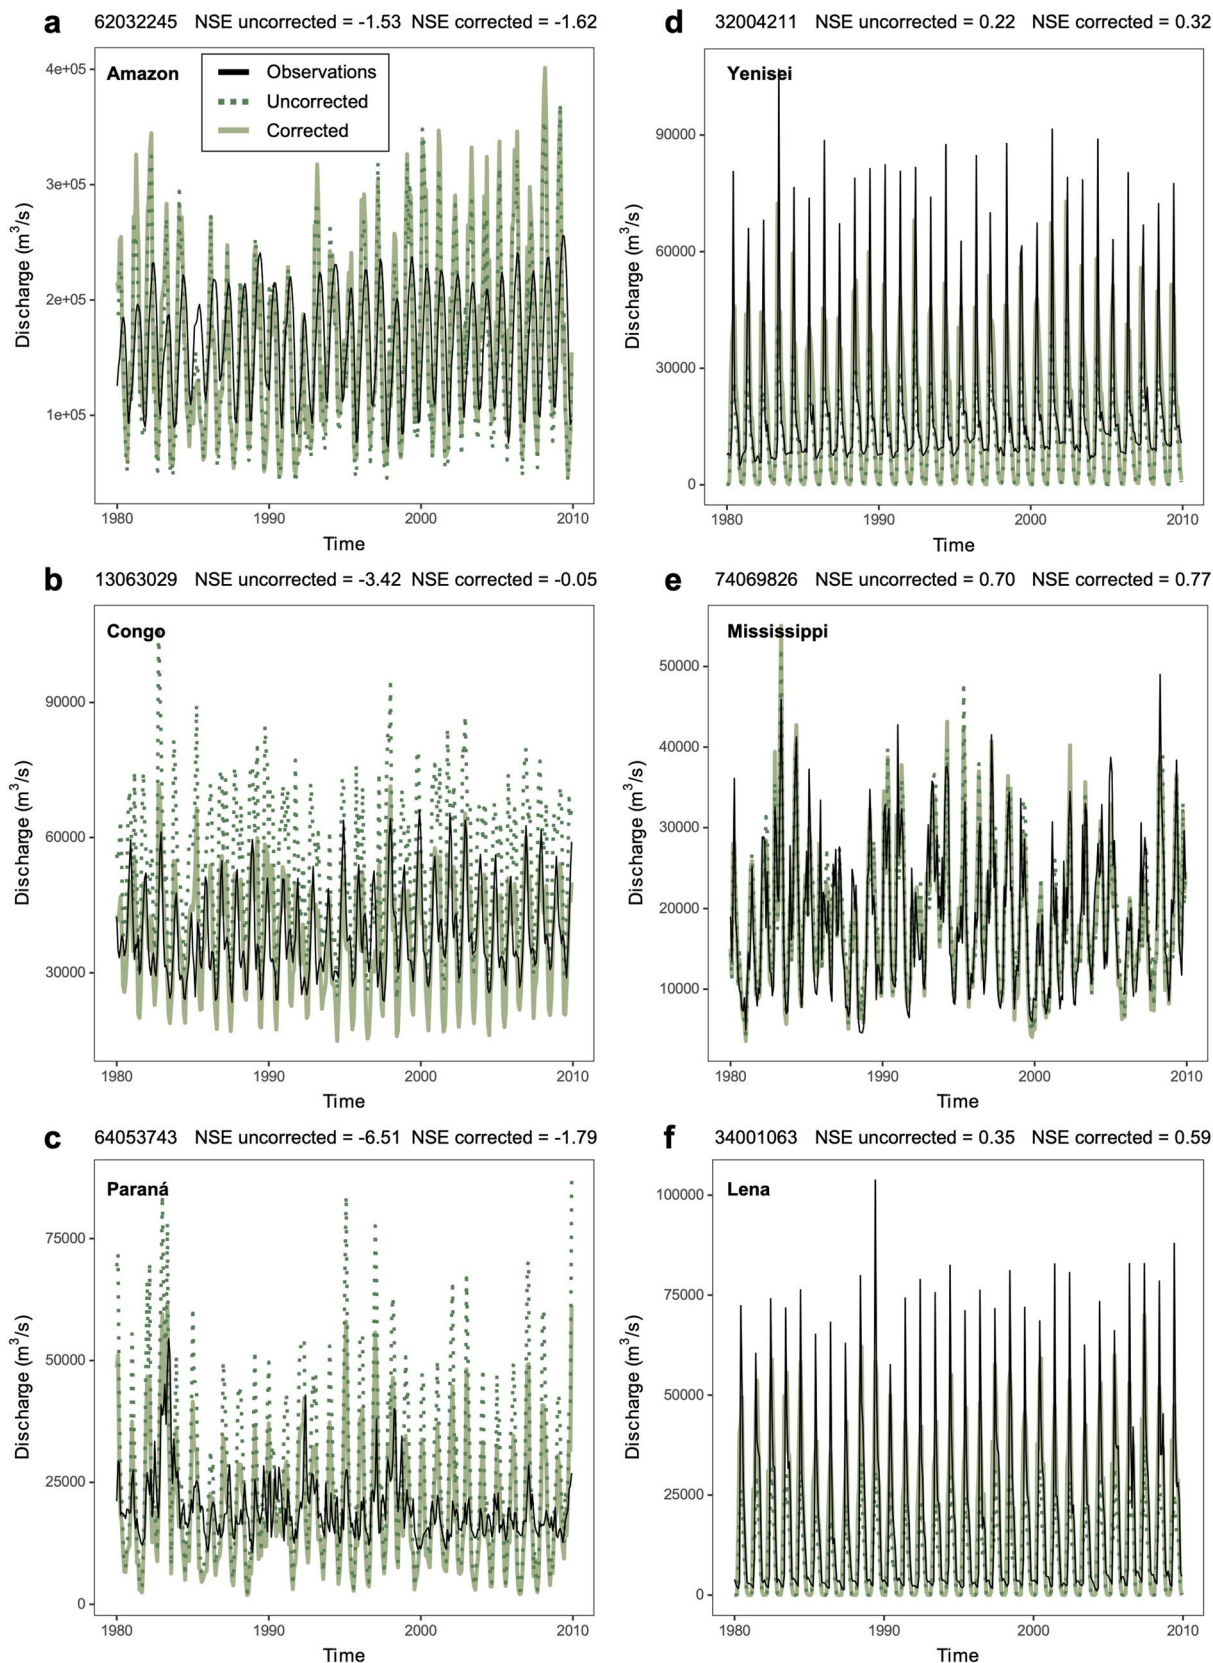 a 62032245 NSE uncorrected = -1.53 NSE corrected = -1.62
Amazon
Observations
Uncorrected
Corrected
4e+05
3e+05
2e+05
1e+05
Discharge (m³/s)
1980 1990 2000 2010
Time
d 32004211 NSE uncorrected = 0.22 NSE corrected = 0.32
Yenisei
90000
60000
30000
0
Discharge (m³/s)
1980 1990 2000 2010
Time
b 13063029 NSE uncorrected = -3.42 NSE corrected = -0.05
Congo
90000
60000
30000
Discharge (m³/s)
1980 1990 2000 2010
Time
e 74069826 NSE uncorrected = 0.70 NSE corrected = 0.77
Mississippi
50000
40000
30000
20000
10000
Discharge (m³/s)
1980 1990 2000 2010
Time
c 64053743 NSE uncorrected = -6.51 NSE corrected = -1.79
Paraná
75000
50000
25000
0
Discharge (m³/s)
1980 1990 2000 2010
Time
f 34001063 NSE uncorrected = 0.35 NSE corrected = 0.59
Lena
100000
75000
50000
25000
0
Discharge (m³/s)
1980 1990 2000 2010
Time